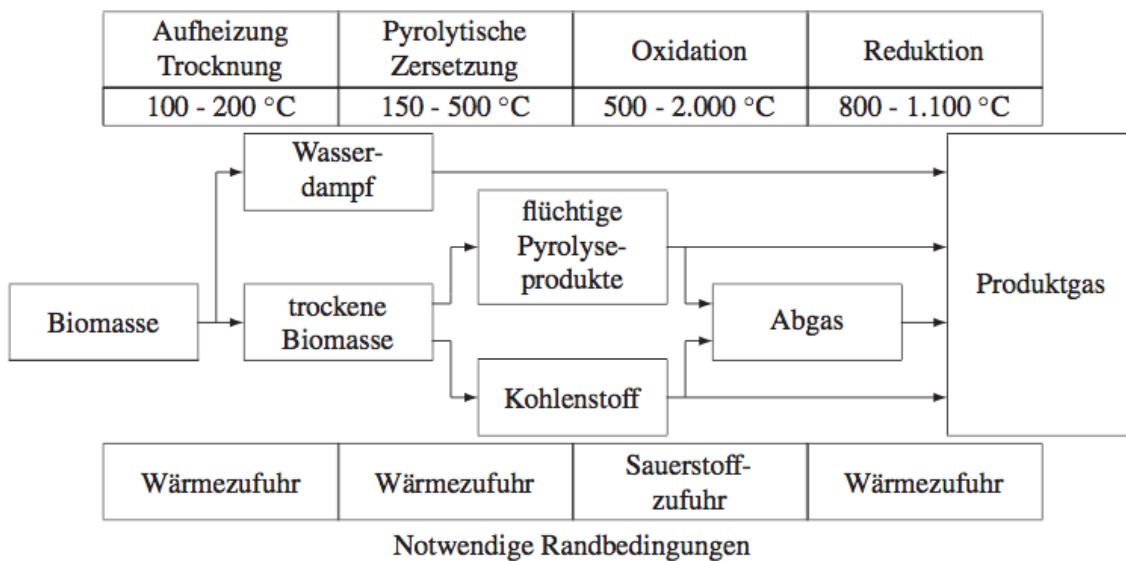 Aufheizung
Trocknung
Pyrolytische
Zersetzung
Oxidation
Reduktion
100 - 200 °C
150 - 500 °C
500 - 2.000 °C
800 - 1.100 °C
Wasser-
dampf
flüchtige
Pyrolyse-
produkte
Biomasse
trockene
Biomasse
Abgas
Produktgas
Kohlenstoff
Wärmezufuhr
Wärmezufuhr
Sauerstoff-
zufuhr
Wärmezufuhr
Notwendige Randbedingungen